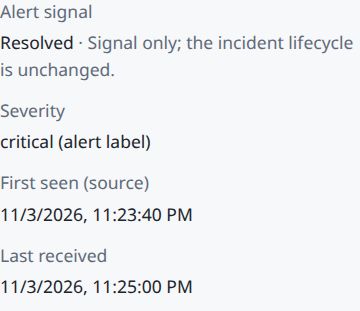 Alert signal
Resolved · Signal only; the incident lifecycle
is unchanged.
Severity
critical (alert label)
First seen (source)
11/3/2026, 11:23:40 PM
Last received
11/3/2026, 11:25:00 PM